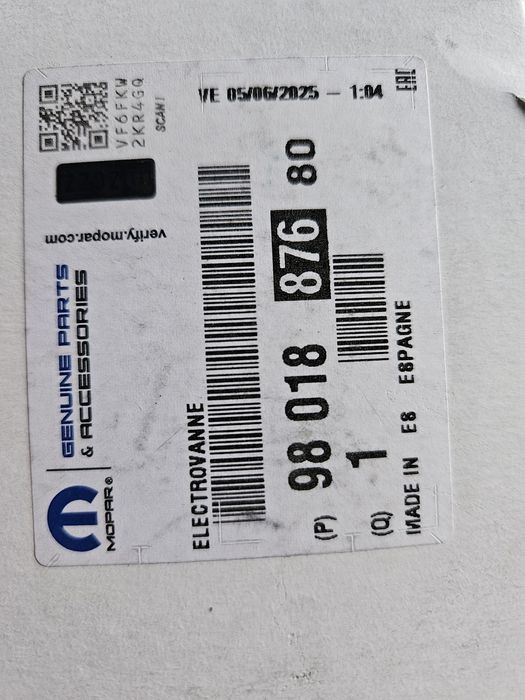 MOPAR®
GENUINE PARTS
& ACCESSORIES
verify.mopar.com
VF6FKW
2KR4GQ
SCAN!
VE 05/06/2025 - 1:04
EAC
ELECTROVANNE
(P) 98 018 876 80
(Q) 1
MADE IN ES ESPAGNE